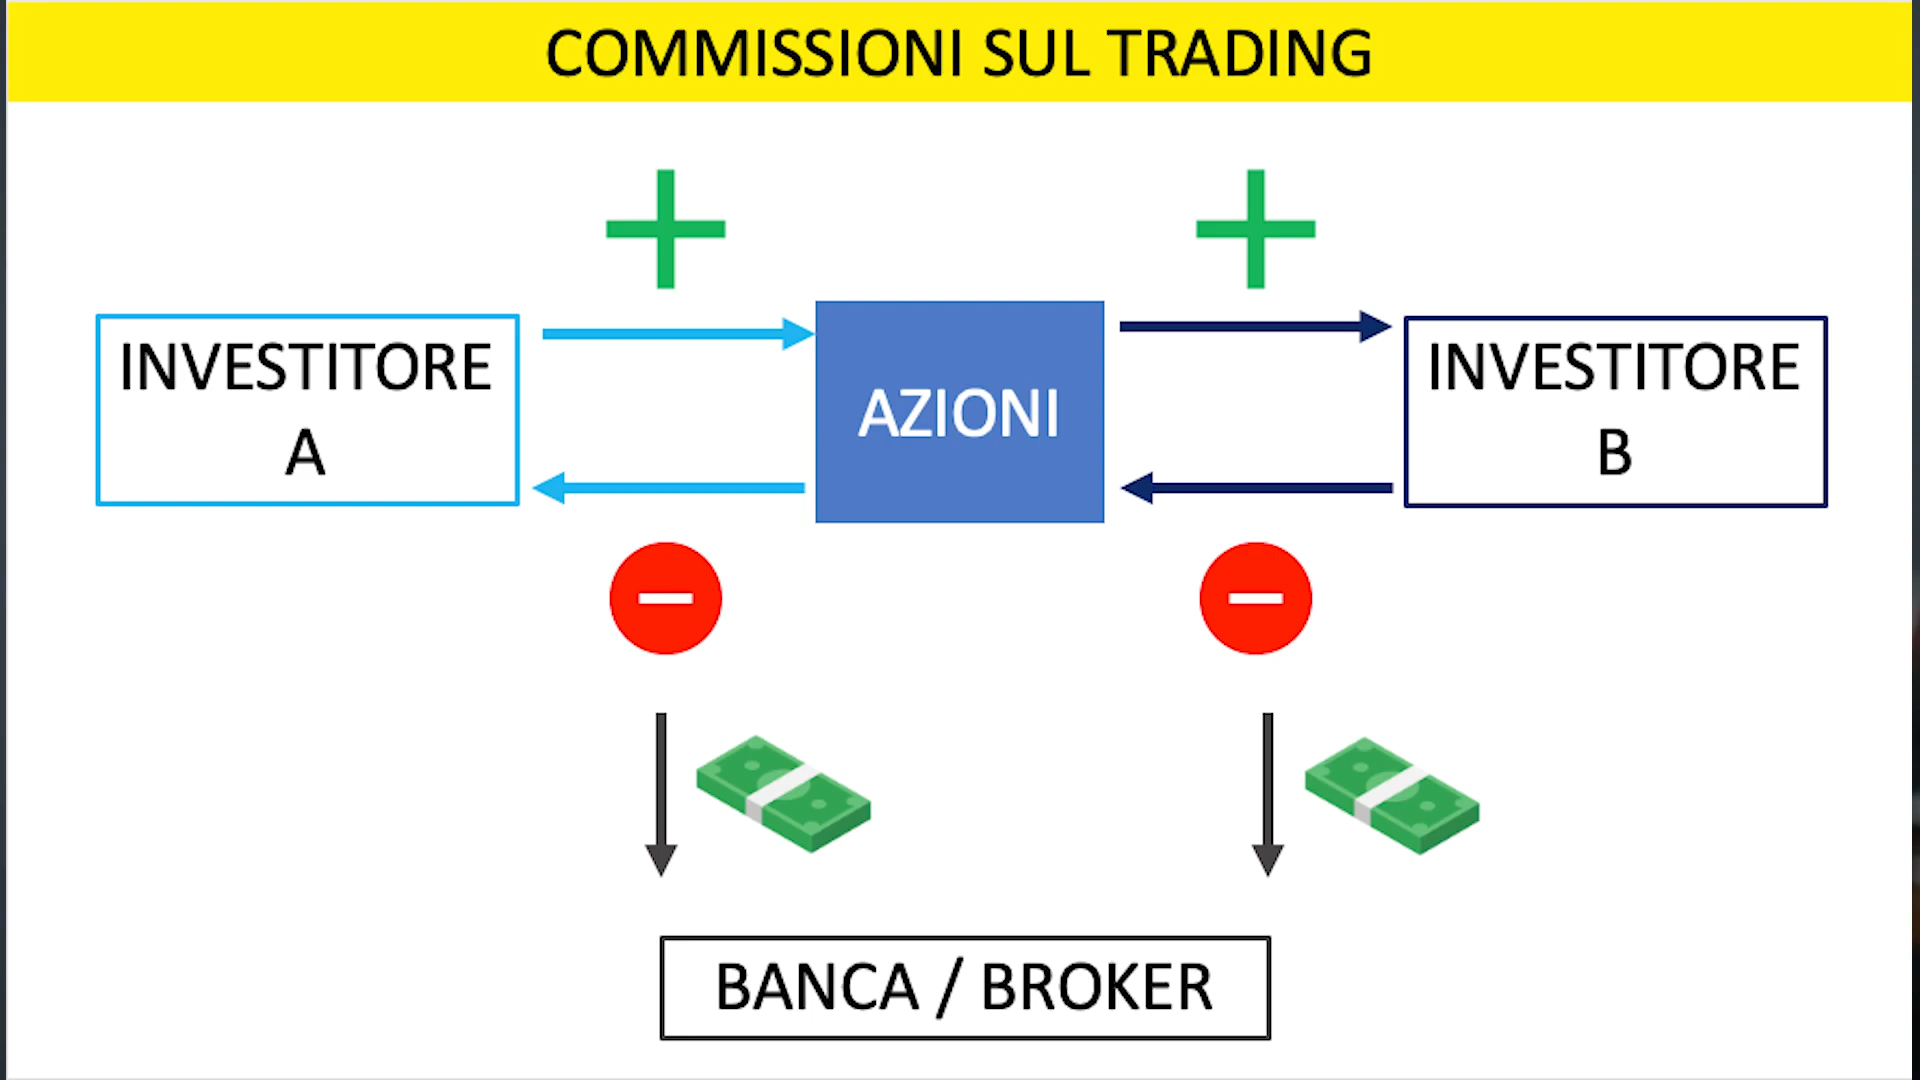 COMMISSIONI SUL TRADING
INVESTITORE
A
AZIONI
INVESTITORE
B
BANCA / BROKER